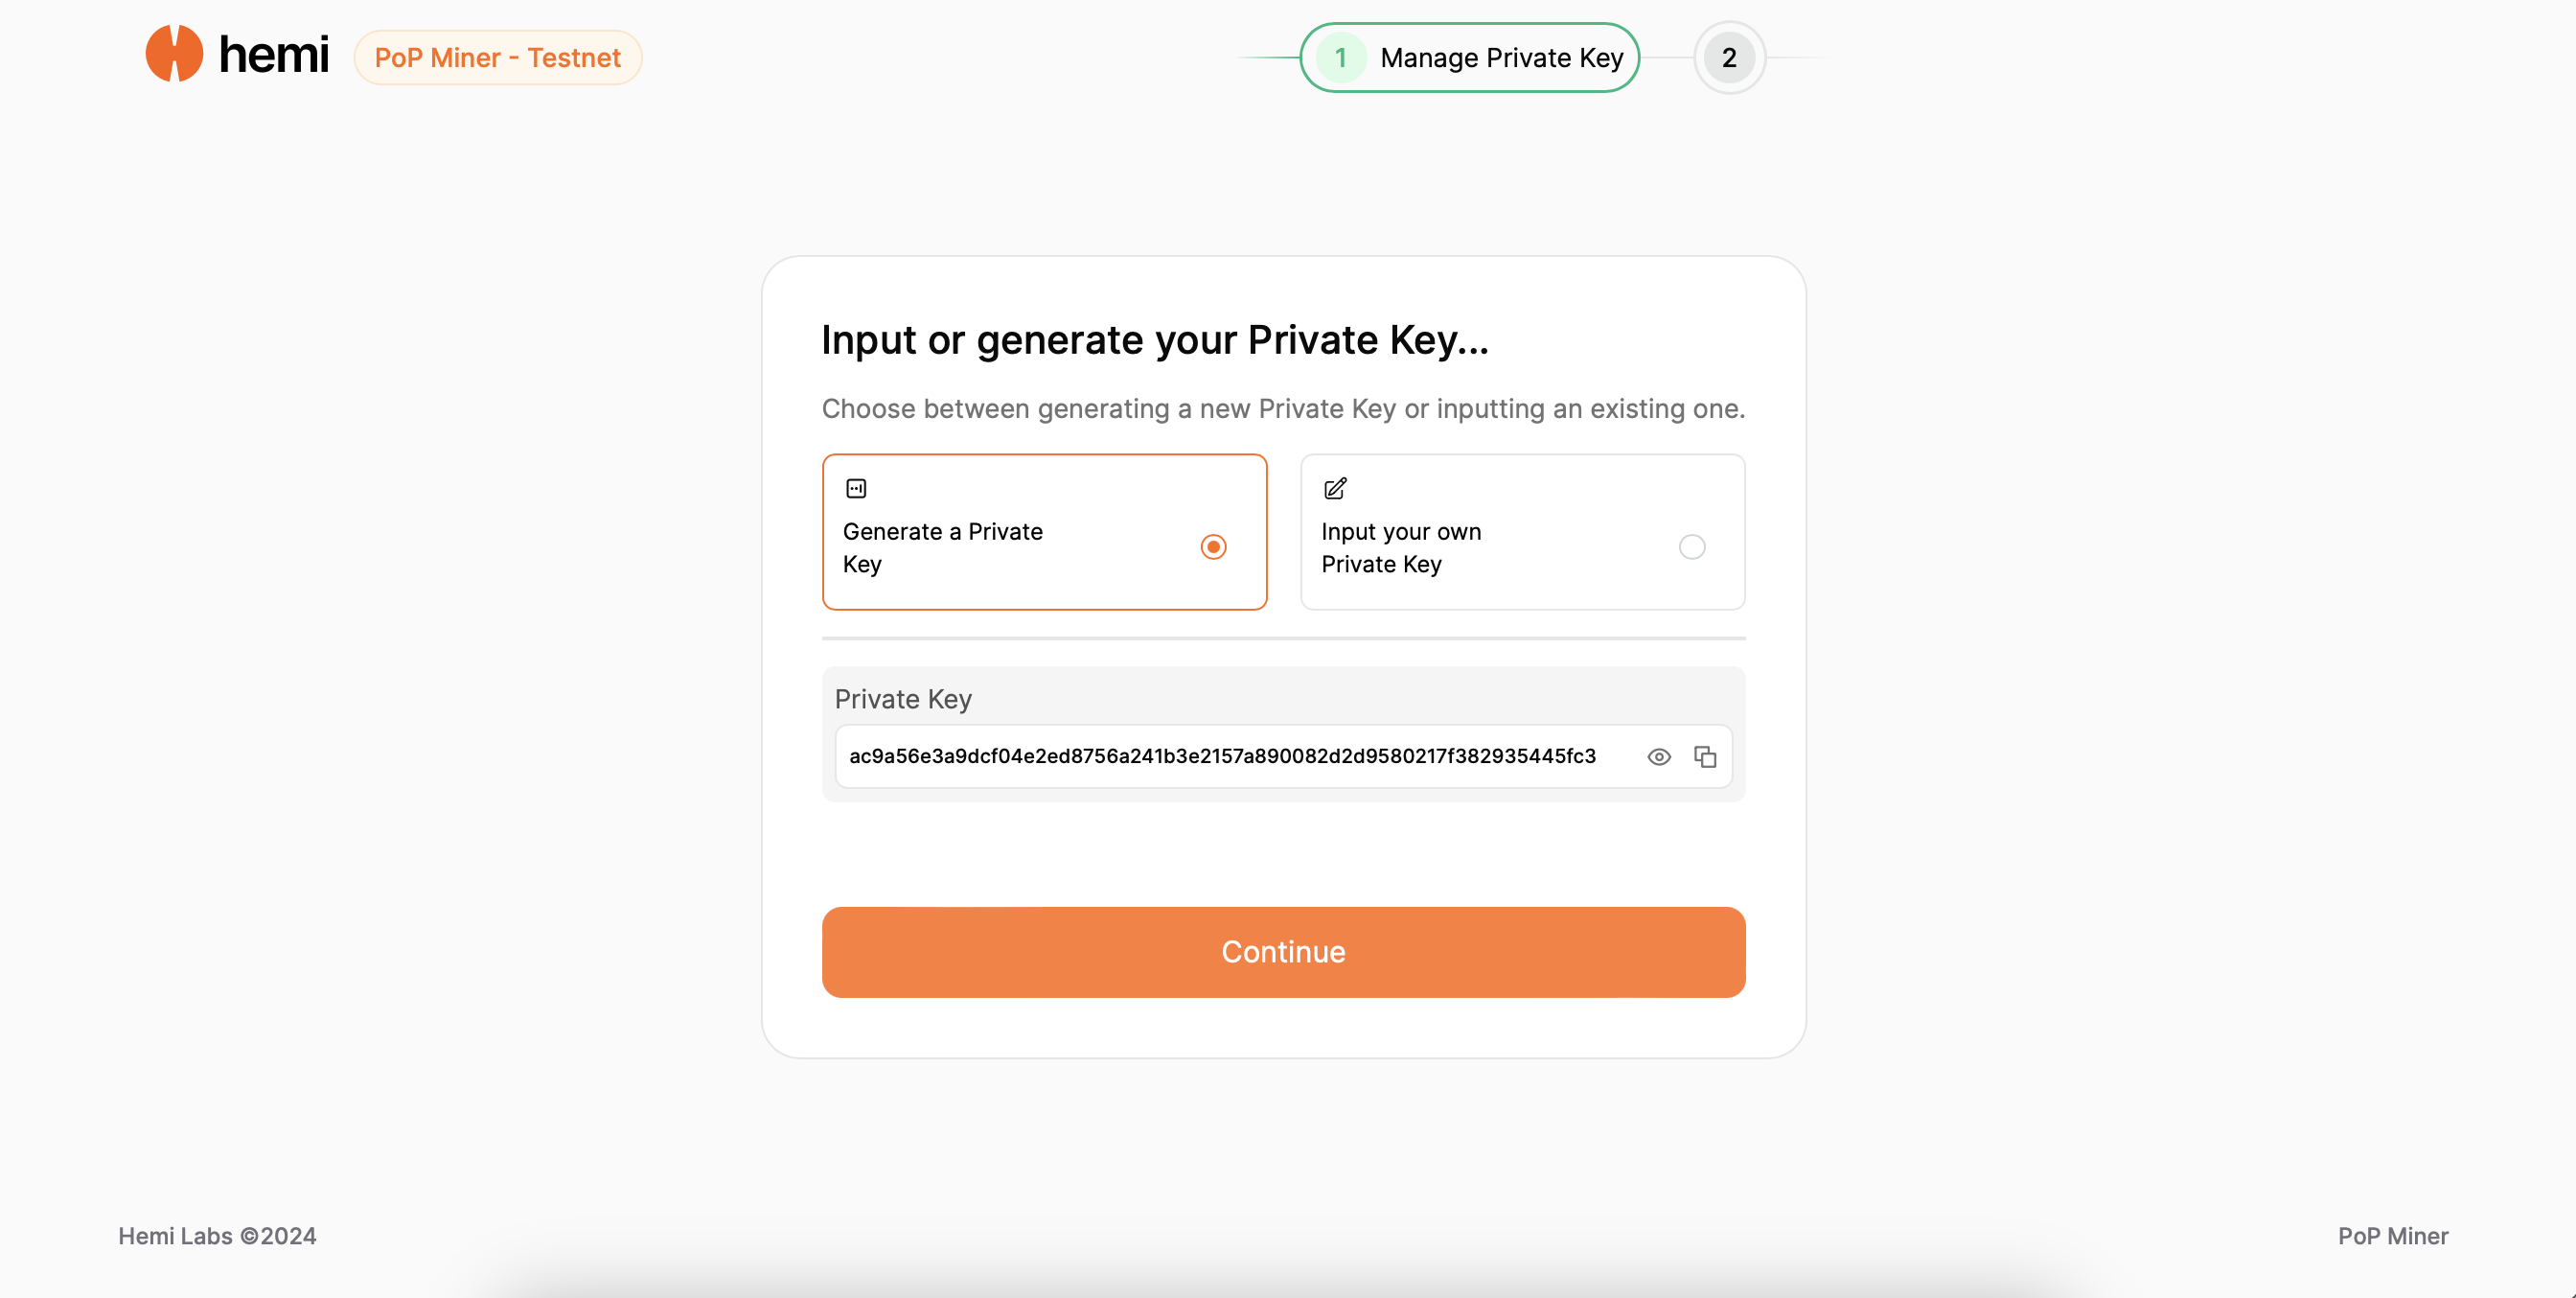 hemi
PoP Miner - Testnet
1 Manage Private Key
2
Input or generate your Private Key...
Choose between generating a new Private Key or inputting an existing one.
Generate a Private
Key
Input your own
Private Key
Private Key
ac9a56e3a9dcf04e2ed8756a241b3e2157a890082d2d9580217f382935445fc3
Continue
Hemi Labs ©2024
PoP Miner